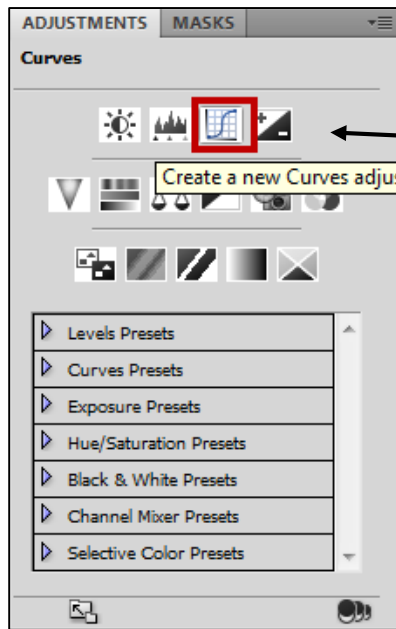 ADJUSTMENTS MASKS
Curves
Create a new Curves adjus
Levels Presets
Curves Presets
Exposure Presets
Hue/Saturation Presets
Black & White Presets
Channel Mixer Presets
Selective Color Presets